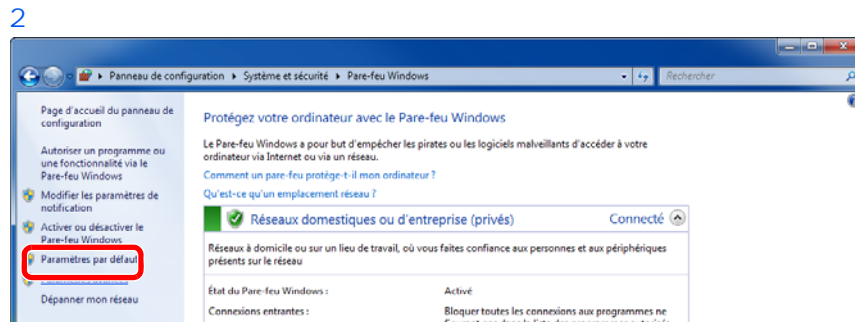 2
Panneau de configuration
Système et sécurité
Pare-feu Windows
Rechercher
Page d'accueil du panneau de
configuration
Autoriser un programme ou
une fonctionnalité via le
Pare-feu Windows
Modifier les paramètres de
notification
Activer ou désactiver le
Pare-feu Windows
Paramètres par défaut
Dépanner mon réseau
Protégez votre ordinateur avec le Pare-feu Windows
Le Pare-feu Windows a pour but d'empêcher les pirates ou les logiciels malveillants d'accéder à votre
ordinateur via Internet ou via un réseau.
Comment un pare-feu protège-t-il mon ordinateur ?
Qu'est-ce qu'un emplacement réseau ?
Réseaux domestiques ou d'entreprise (privés)
Connecté
Réseaux à domicile ou sur un lieu de travail, où vous faites confiance aux personnes et aux périphériques
présents sur le réseau
État du Pare-feu Windows :
Activé
Connexions entrantes :
Bloquer toutes les connexions aux programmes ne